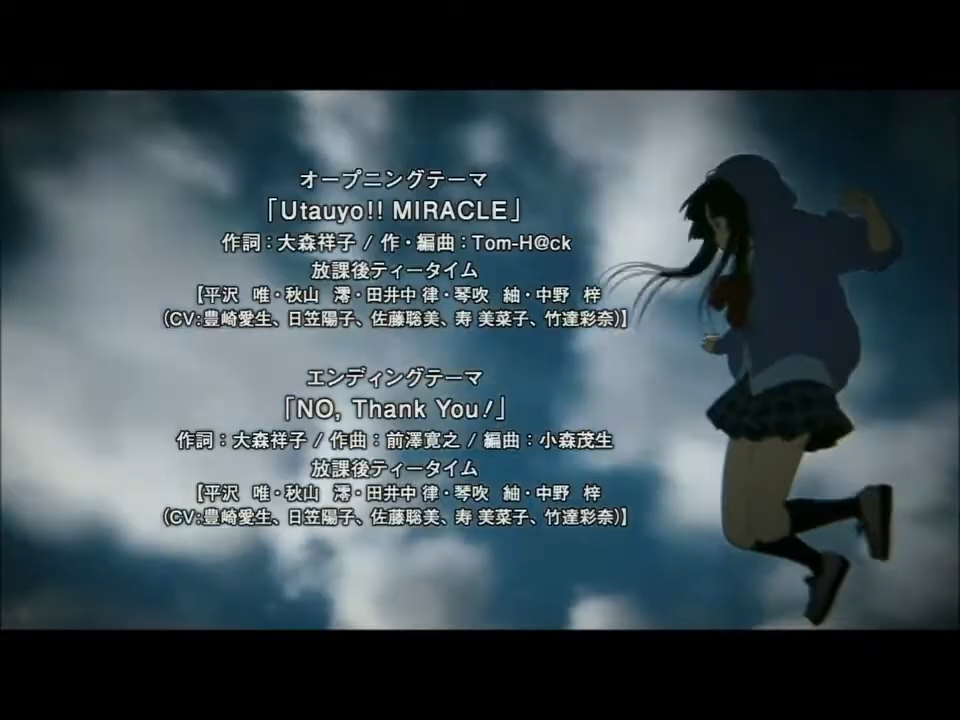 オープニングテーマ
「Utauyo!! MIRACLE」
作詞：大森祥子 / 作・編曲：Tom-H@ck
放課後ティータイム
【平沢 唯・秋山 澪・田井中 律・琴吹 紬・中野 梓
（CV:豊崎愛生、日笠陽子、佐藤聡美、寿 美菜子、竹達彩奈）】
エンディングテーマ
「NO, Thank You!」
作詞：大森祥子 / 作曲：前澤寛之 / 編曲：小森茂生
放課後ティータイム
【平沢 唯・秋山 澪・田井中 律・琴吹 紬・中野 梓
（CV:豊崎愛生、日笠陽子、佐藤聡美、寿 美菜子、竹達彩奈）】